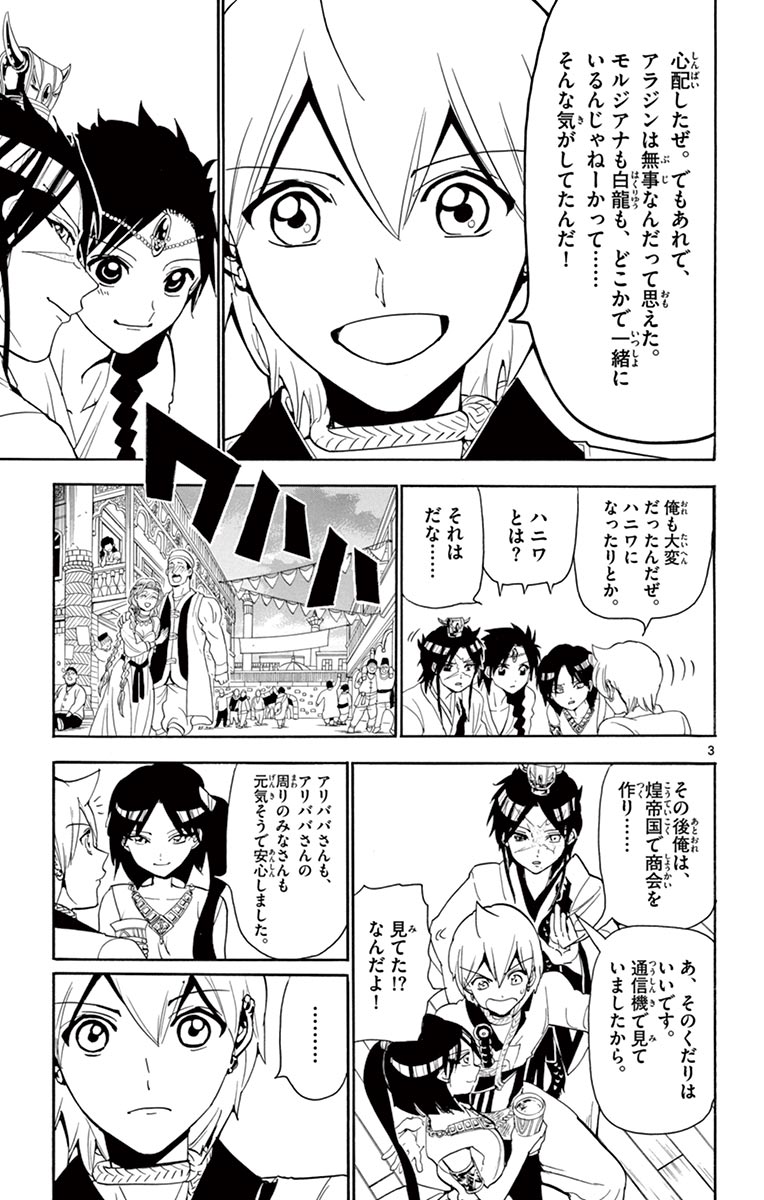 心配したぜ。でもあれで、
アラジンは無事なんだって思えた。
モルジアナも白龍も、どこかで一緒に
いるんじゃねーかって……
そんな気がしてたんだ！
俺も大変
だったんだぜ。
ハニワに
なったりとか。
ハニワ
とは？
それは
だな……
ワハハハ
3
その後俺は、
煌帝国で商会を
作り……
あ、そのくだりは
いいです。
通信機で見て
いましたから。
見てた!?
なんだよ！
アリババさんも、
アリババさんの
周りのみなさんも
元気そうで安心しました。
………